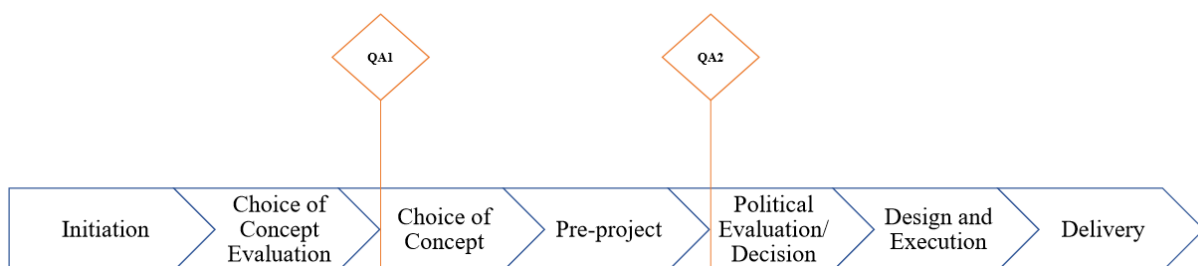 QA1
QA2
Initiation
Choice of
Concept
Evaluation
Choice of
Concept
Pre-project
Political
Evaluation/
Decision
Design and
Execution
Delivery